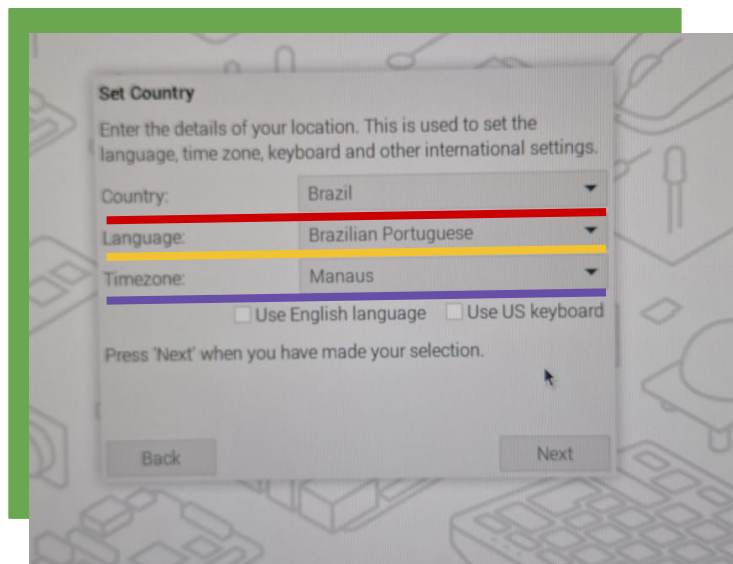 Set Country
Enter the details of your location. This is used to set the
language, time zone, keyboard and other international settings.
Country: Brazil
Language: Brazilian Portuguese
Timezone: Manaus
Use English language Use US keyboard
Press 'Next' when you have made your selection.
Back Next